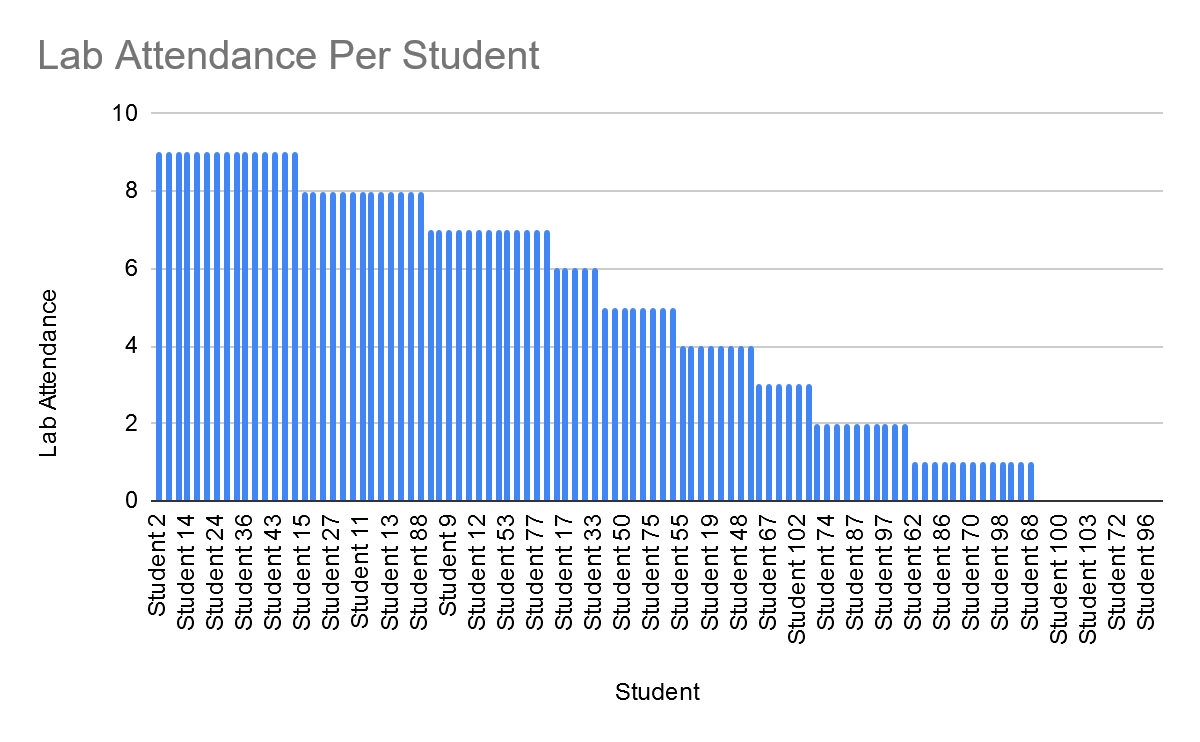 Lab Attendance Per Student
10
8
6
4
2
0
Lab Attendance
Student 2
Student 14
Student 24
Student 36
Student 43
Student 15
Student 27
Student 11
Student 13
Student 88
Student 9
Student 12
Student 53
Student 77
Student 17
Student 33
Student 50
Student 75
Student 55
Student 19
Student 48
Student 67
Student 102
Student 74
Student 87
Student 97
Student 62
Student 86
Student 70
Student 98
Student 68
Student 100
Student 103
Student 72
Student 96
Student